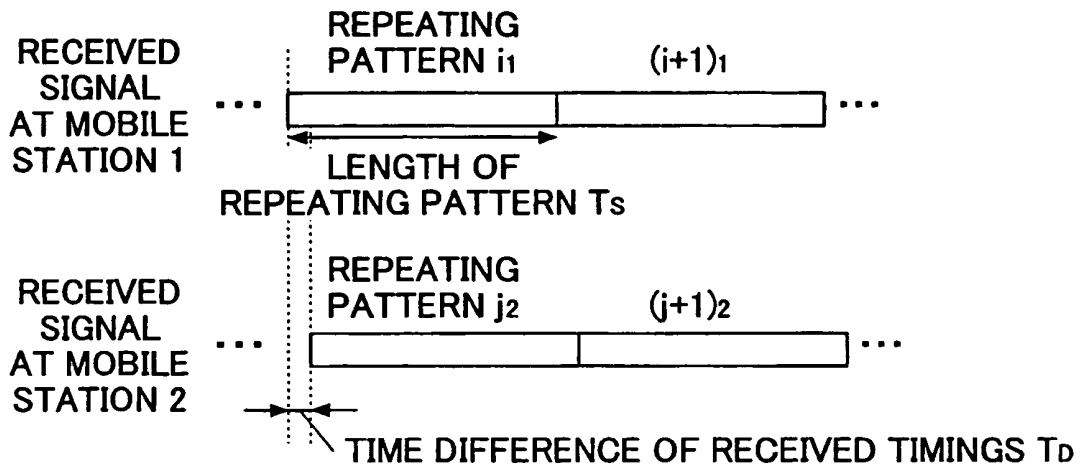 RECEIVED
SIGNAL
AT MOBILE
STATION 1
REPEATING
PATTERN i1
(i+1)1
...
...
LENGTH OF
REPEATING PATTERN Ts
RECEIVED
SIGNAL
AT MOBILE
STATION 2
REPEATING
PATTERN j2
(j+1)2
...
...
TIME DIFFERENCE OF RECEIVED TIMINGS TD